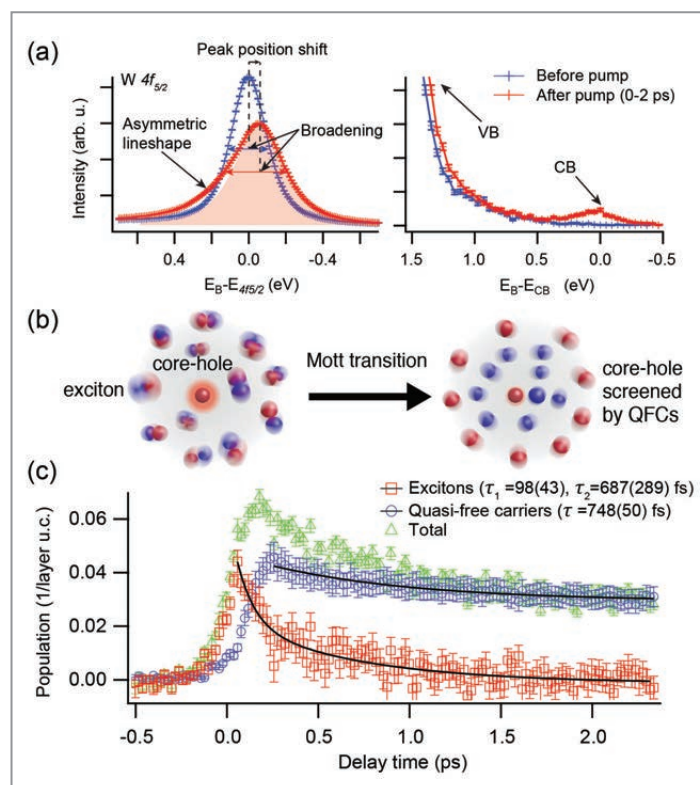 (a)
Peak position shift
W 4f5/2
Asymmetric
lineshape
Broadening
Intensity (arb. u.)
0.4 0.0 -0.4
EB-E4f5/2 (eV)
Before pump
After pump (0-2 ps)
VB
CB
1.5 1.0 0.5 0.0 -0.5
EB-ECB (eV)
(b)
core-hole
exciton
Mott transition
core-hole
screened
by QFCs
(c)
Excitons (τ1 =98(43), τ2=687(289) fs)
Quasi-free carriers (τ =748(50) fs)
Total
Population (1/layer u.c.)
0.06
0.04
0.02
0.00
-0.5 0.0 0.5 1.0 1.5 2.0
Delay time (ps)